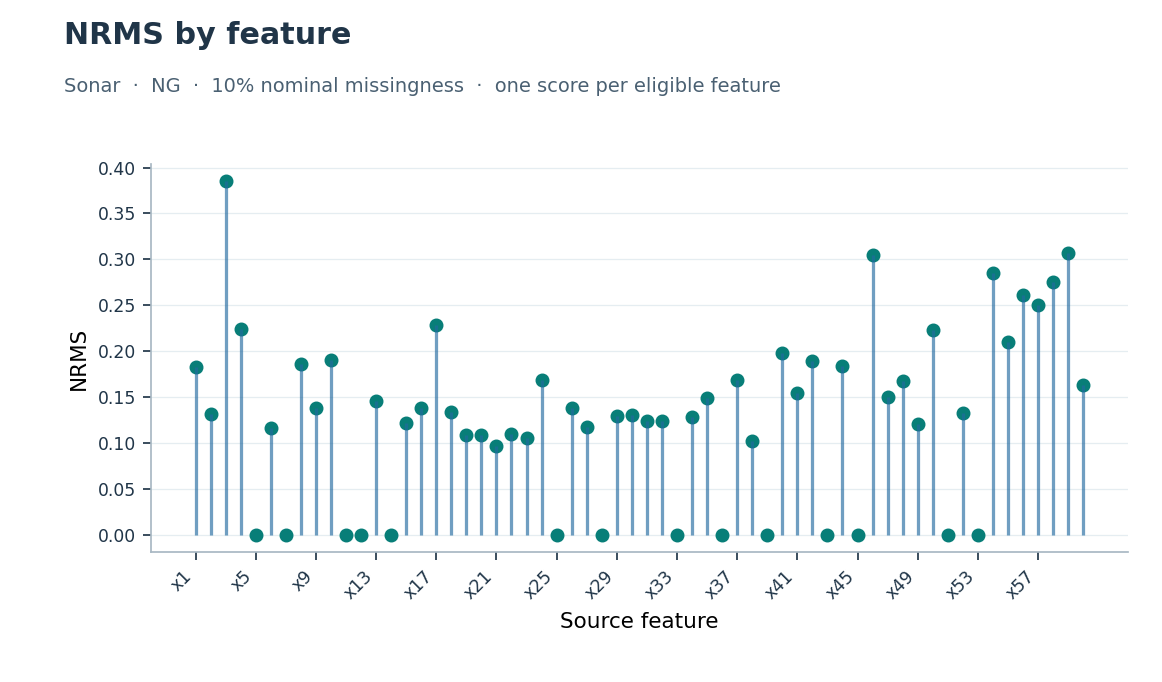 NRMS by feature
Sonar · NG · 10% nominal missingness · one score per eligible feature
0.40
0.35
0.30
0.25
0.20
0.15
0.10
0.05
0.00
NRMS
x1 x5 x9 x13 x17 x21 x25 x29 x33 x37 x41 x45 x49 x53 x57
Source feature